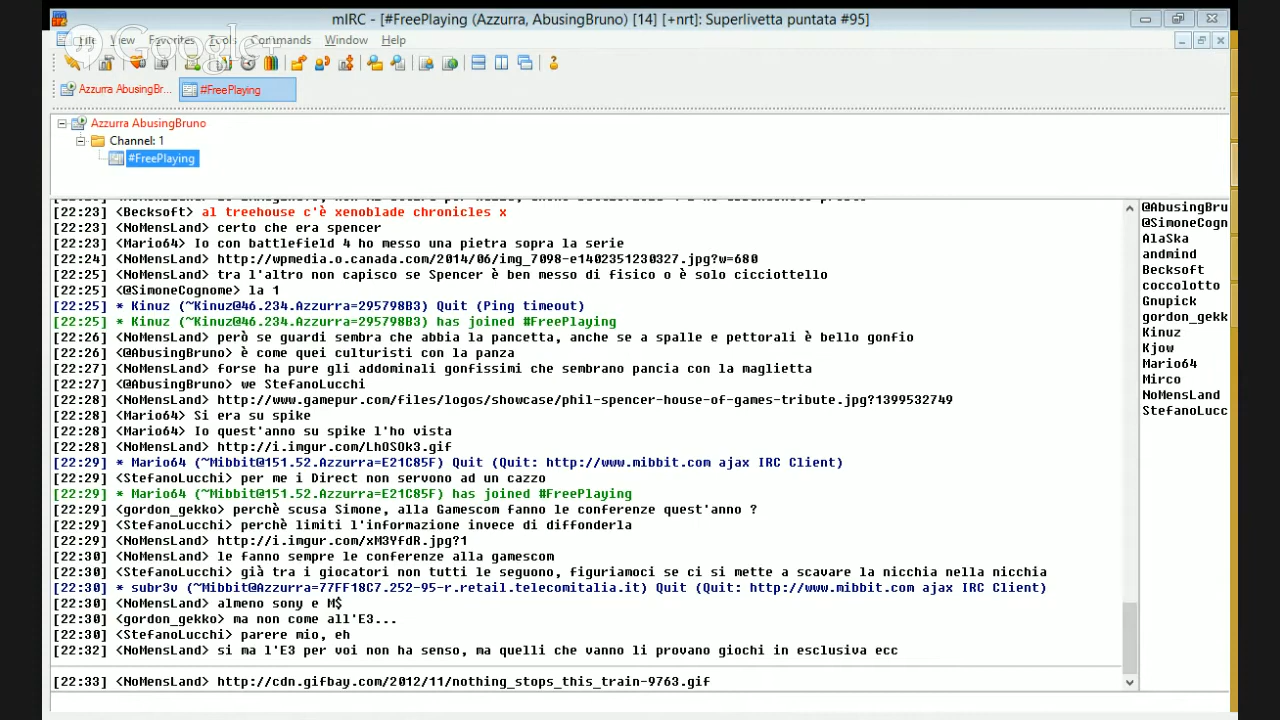 mIRC - [#FreePlaying (Azzurra, AbusingBruno) [14] [+nrt]: Superlivetta puntata #95]
File View Favorites Tools Commands Window Help
Google+
Azzurra AbusingBr... #FreePlaying
Azzurra AbusingBruno
Channel: 1
#FreePlaying
[22:23] <Becksoft> al treehouse c'è xenoblade chronicles x
[22:23] <NoMensLand> certo che era spencer
[22:23] <Mario64> Io con battlefield 4 ho messo una pietra sopra la serie
[22:24] <NoMensLand> http://wpmedia.o.canada.com/2014/06/img_7098-e1402351230327.jpg?w=680
[22:25] <NoMensLand> tra l'altro non capisco se Spencer è ben messo di fisico o è solo cicciottello
[22:25] <@SimoneCognome> la 1
[22:25] * Kinuz (~Kinuz@46.234.Azzurra=295798B3) Quit (Ping timeout)
[22:25] * Kinuz (~Kinuz@46.234.Azzurra=295798B3) has joined #FreePlaying
[22:26] <NoMensLand> però se guardi sembra che abbia la pancetta, anche se a spalle e pettorali è bello gonfio
[22:26] <@AbusingBruno> è come quei culturisti con la panza
[22:27] <NoMensLand> forse ha pure gli addominali gonfissimi che sembrano pancia con la maglietta
[22:27] <@AbusingBruno> we StefanoLucchi
[22:28] <NoMensLand> http://www.gamepur.com/files/logos/showcase/phil-spencer-house-of-games-tribute.jpg?1399532749
[22:28] <Mario64> Si era su spike
[22:28] <Mario64> Io quest'anno su spike l'ho vista
[22:28] <NoMensLand> http://i.imgur.com/LhOSOk3.gif
[22:29] * Mario64 (~Mibbit@151.52.Azzurra=E21C85F) Quit (Quit: http://www.mibbit.com ajax IRC Client)
[22:29] <StefanoLucchi> per me i Direct non servono ad un cazzo
[22:29] * Mario64 (~Mibbit@151.52.Azzurra=E21C85F) has joined #FreePlaying
[22:29] <gordon_gekko> perchè scusa Simone, alla Gamescom fanno le conferenze quest'anno ?
[22:29] <StefanoLucchi> perchè limiti l'informazione invece di diffonderla
[22:29] <NoMensLand> http://i.imgur.com/xM3YfdR.jpg?1
[22:30] <NoMensLand> le fanno sempre le conferenze alla gamescom
[22:30] <StefanoLucchi> già tra i giocatori non tutti le seguono, figuriamoci se ci si mette a scavare la nicchia nella nicchia
[22:30] * subr3v (~Mibbit@Azzurra=77FF18C7.252-95-r.retail.telecomitalia.it) Quit (Quit: http://www.mibbit.com ajax IRC Client)
[22:30] <NoMensLand> almeno sony e M$
[22:30] <gordon_gekko> ma non come all'E3...
[22:30] <StefanoLucchi> parere mio, eh
[22:32] <NoMensLand> si ma l'E3 per voi non ha senso, ma quelli che vanno li provano giochi in esclusiva ecc
[22:33] <NoMensLand> http://cdn.gifbay.com/2012/11/nothing_stops_this_train-9763.gif
@AbusingBru
@SimoneCogn
AlaSka
andmind
Becksoft
coccolotto
Gnupick
gordon_gekk
Kinuz
Kjow
Mario64
Mirco
NoMensLand
StefanoLucc